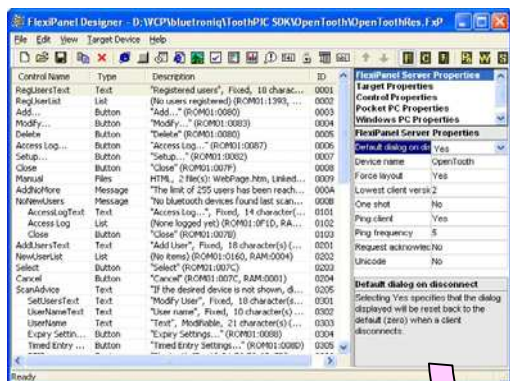 FlexiPanel Designer - D:\VCP\bluetroniq\ToothPIC SDK\OpenTooth\OpenToothRes.FxP
File Edit View Target Device Help
Control Name Type Description ID
RegUsersText Text "Registered users", Fixed, 18 charac... 0001
RegUserList List (No users registered) (ROM01:1393, ... 0002
Add... Button "Add..." (ROM01:0080) 0003
Modify... Button "Modify..." (ROM01:0083) 0004
Delete Button "Delete" (ROM01:0080) 0005
Access Log... Button "Access Log..." (ROM01:0087) 0006
Setup... Button "Setup..." (ROM01:0082) 0007
Close Button "Close" (ROM01:007F) 0008
Manual Files HTML, 2 file(s): WebPage.htm, Linked... 0009
AddNoMore Message "The limit of 255 users has been reach... 000A
NoNewUsers Message "No bluetooth devices found last scan... 000B
AccessLogText Text "Access Log...", Fixed, 14 character(s) 0101
Access Log List (None logged yet) (ROM01:0F1D, RA... 0102
Close Button "Close" (ROM01:007B) 0103
AddUsersText Text "Add User", Fixed, 18 character(s) (... 0201
NewUserList List (No items) (ROM01:0160, RAM:0004) 0202
Select Button "Select" (ROM01:007C) 0203
Cancel Button "Cancel" (ROM01:007C, RAM:0001) 0204
ScanAdvice Text "If the desired device is not shown, di... 0205
SetUsersText Text "Modify User", Fixed, 18 character(s... 0301
UserNameText Text "User name", Fixed, 10 character(s) ... 0302
UserName Text "Text", Modifiable, 21 character(s) (... 0303
Expiry Settin... Button "Expiry Settings..." (ROM01:0088) 0304
Timed Entry ... Button "Timed Entry Settings..." (ROM01:008D) 0305
FlexiPanel Server Properties
Target Properties
Control Properties
Pocket PC Properties
Windows PC Properties
FlexiPanel Server Properties
Default dialog on dis Yes
Device name OpenTooth
Force layout Yes
Lowest client versic 2
One shot No
Ping client Yes
Ping frequency 5
Request acknowlec No
Unicode No
Default dialog on disconnect
Selecting Yes specifies that the dialog
displayed will be reset back to the
default (zero) when a client
disconnects.
Ready